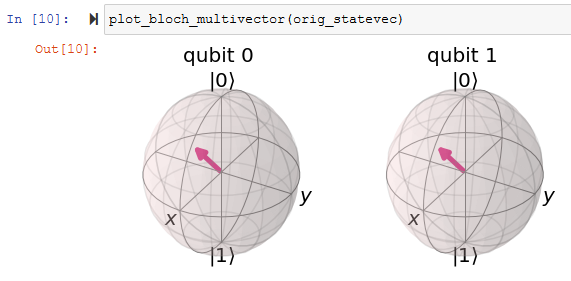 In [10]: plot_bloch_multivector(orig_statevec)
Out[10]:
qubit 0 qubit 1
|0⟩ |0⟩
y y
x x
|1⟩ |1⟩